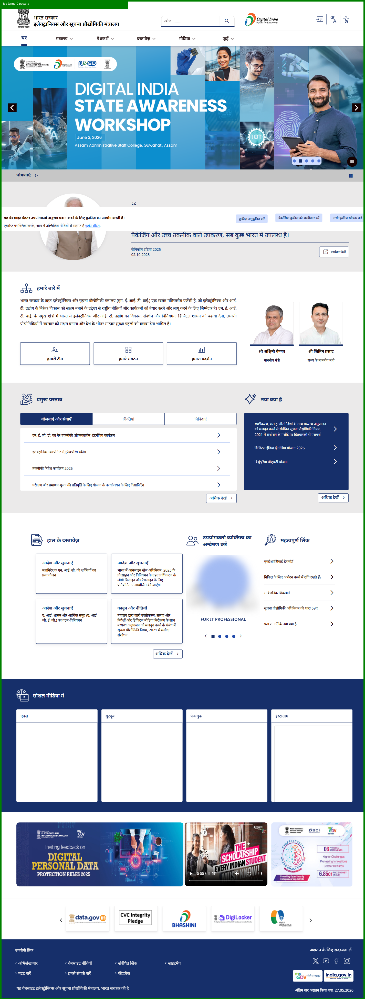 Top Banner Carousel
भारत सरकार
इलेक्ट्रानिक्स और सूचना प्रौद्योगिकी मंत्रालय
सत्यमेव जयते
खोज ..........
Digital India
Power To Empower
अ
A
घर
मंत्रालय
पेशकशें
दस्तावेज़
मीडिया
जुड़ें
MINISTRY OF
ELECTRONICS AND
INFORMATION TECHNOLOGY
GOVERNMENT OF INDIA
Digital India
NeGD
DIGITAL INDIA
STATE AWARENESS
WORKSHOP
June 3, 2026
Assam Administrative Staff College, Guwahati, Assam
IOT
घोषणाएं
यह वेबसाइट बेहतर उपयोगकर्ता अनुभव प्रदान करने के लिए कुकीज़ का उपयोग करती है।
एक्सेप्ट पर क्लिक करके, आप में उल्लिखित नीतियों से सहमत हैं कुकी सेटिंग.
कुकीज़ अनुकूलित करें
वैकल्पिक कुकीज़ को अस्वीकार करें
सभी कुकीज़ स्वीकार करें
पैकेजिंग और उच्च तकनीक वाले उपकरण, सब कुछ भारत में उपलब्ध है।
सेमिकॉन इंडिया 2025
02.10.2025
कार्यक्रम देखें
हमारे बारे में
भारत सरकार के तहत इलेक्ट्रॉनिक्स और सूचना प्रौद्योगिकी मंत्रालय (एम. ई. आई. टी. वाई.) एक स्वतंत्र मंत्रिस्तरीय एजेंसी है, जो इलेक्ट्रॉनिक्स और आई.
टी. उद्योग के निरंतर विकास को सक्षम बनाने के उद्देश्य से राष्ट्रीय नीतियों और कार्यक्रमों को तैयार करने और लागू करने के लिए जिम्मेदार है। एम. ई. आई.
टी. वाई. के प्रमुख क्षेत्रों में भारत में इलेक्ट्रॉनिक्स और आई. टी. उद्योग का विकास, संवर्धन और विनियमन, डिजिटल शासन को बढ़ावा देना, उभरती
प्रौद्योगिकियों में नवाचार को सक्षम बनाना और देश के भीतर साइबर सुरक्षा पहलों को बढ़ावा देना शामिल है।
हमारी टीम
हमारे संगठन
हमारा प्रदर्शन
श्री अश्विनी वैष्णव
माननीय मंत्री
श्री जितिन प्रसाद
राज्य के माननीय मंत्री
प्रमुख प्रस्ताव
योजनाएं और सेवाएँ
रिक्तियां
निविदाएं
एन. ई. जी. डी. का गैर-तकनीकी (ग्रीष्मकालीन) इंटर्नशिप कार्यक्रम
इलेक्ट्रानिक्स कम्पोनेन्ट मेनुफेक्चरिंग स्कीम
तकनीकी निवेश कार्यक्रम 2025
परीक्षण और प्रमाणन शुल्क की प्रतिपूर्ति के लिए योजना के कार्यान्वयन के लिए दिशानिर्देश
अधिक देखें
नया क्या है
स्पष्टीकरण, सलाह और निर्देशों के साथ मध्यस्थ अनुपालन
को मजबूत करने से संबंधित सूचना प्रौद्योगिकी नियम,
2021 में संशोधन के मसौदे पर हितधारकों से परामर्श
डिजिटल इंडिया इंटर्नशिप योजना 2026
विश्वेश्वरैया पीएचडी योजना
अधिक देखें
हाल के दस्तावेज़
आदेश और सूचनाएँ
महानिदेशक एन. आई. सी. की शक्तियों का
प्रत्यायोजन
आदेश और सूचनाएँ
भारत में ऑनलाइन खेल अधिनियम, 2025 के
प्रोत्साहन और विनियमन के तहत प्राधिकरण के
लोगो डिजाइन और टैगलाइन के लिए
प्रतियोगिताएं आयोजित की जाएंगी
आदेश और सूचनाएँ
ए. आई. शासन और आर्थिक समूह (ए. आई.
जी. ई. जी.) का गठन-विनियमन
कानून और नीतियाँ
मंत्रालय द्वारा जारी स्पष्टीकरण, सलाह और
निर्देशों और डिजिटल मीडिया निरीक्षण के साथ
मध्यस्थ अनुपालन को मजबूत करने के संबंध में
सूचना प्रौद्योगिकी नियम, 2021 में मसौदा
संशोधन
अधिक देखें
उपयोगकर्ता व्यक्तित्व का
अन्वेषण करें
FOR IT PROFESSIONAL
महत्वपूर्ण लिंक
एमईआईटीवाई डैशबोर्ड
निविदा के लिए आवेदन करने में रुचि रखते हैं?
सार्वजनिक शिकायतें
सूचना प्रौद्योगिकी अधिनियम की धारा 69ए
पता लगाएँ कि नया क्या है
सोशल मीडिया में
एक्स
यूट्यूब
फेसबुक
इंस्टाग्राम
MINISTRY OF
ELECTRONICS AND
INFORMATION TECHNOLOGY
my
GOV
Inviting feedback on
DIGITAL
PERSONAL DATA
PROTECTION RULES 2025
THE
SCHOLARSHIP
EVERY INDIAN STUDENT
0:00 / 11:57
DSCI
my
GOV
CYBERSECURITY
GRAND CHALLENGE 2.0
Promoting Cyber Security
Entrepreneurship in India
06 PROBLEM
STATEMENTS
Higher Challenges
Pioneering Innovations
Greater Rewards
6.85cr PRIZE MONEY
(IN INR)
data.gov in
CVC Integrity
Pledge
BHASHINI
DigiLocker
MeitY
Startup Hub
उपयोगी लिंक
अभिलेखागार
वेबसाइट नीतियाँ
संबंधित लिंक
साइटमैप
मदद करें
हमसे संपर्क करें
फीडबैक
यह वेबसाइट इलेक्ट्रॉनिक्स और सूचना प्रौद्योगिकी मंत्रालय, भारत सरकार की है
अद्यतन के लिए सदस्यता लें
my
GOV मेरी सरकार
india.gov.in
National Portal of India
अंतिम बार अद्यतन किया गया: 27.05.2026